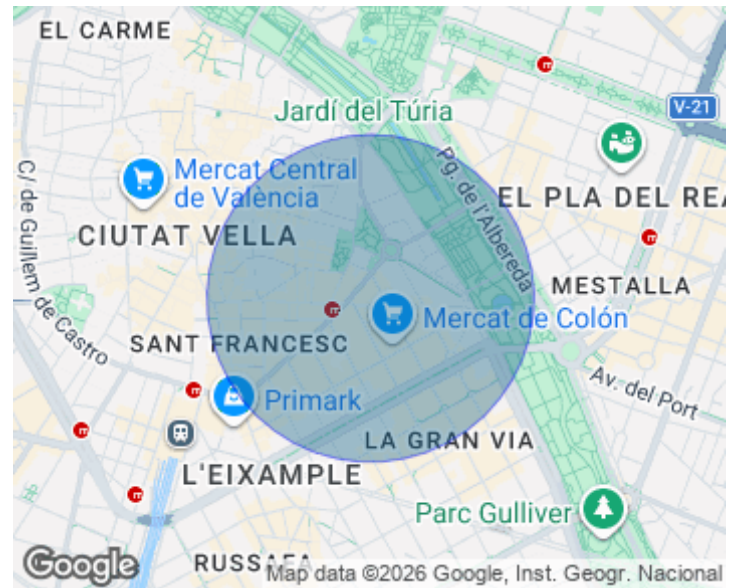 EL CARME
Jardí del Túria
V-21
Mercat Central
de València
Pg. de l'Albereda
EL PLA DEL REA
C/ de Guillem de Castro
CIUTAT VELLA
MESTALLA
Mercat de Colón
SANT FRANCESC
Av. del Port
Primark
LA GRAN VIA
L'EIXAMPLE
Parc Gulliver
Google
RUSSAFA
Map data ©2026 Google, Inst. Geogr. Nacional